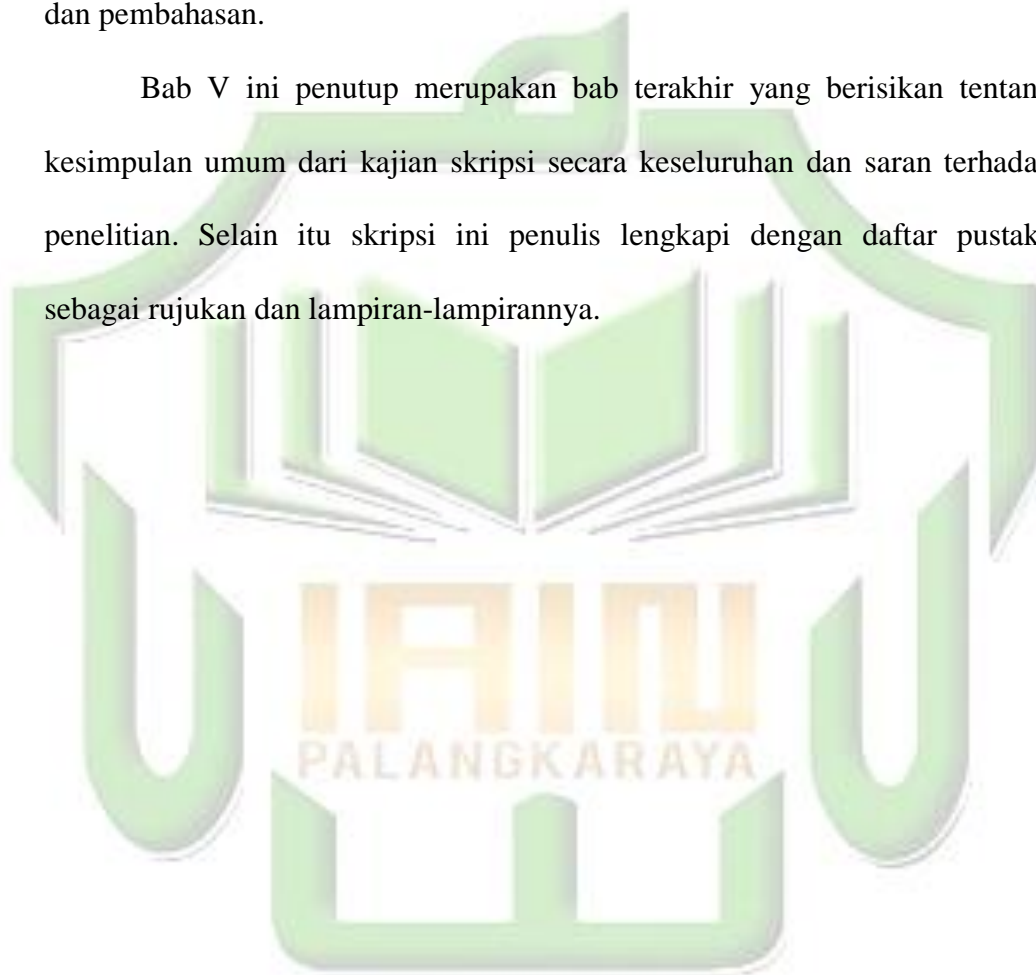 dan pembahasan.
Bab V ini penutup merupakan bab terakhir yang berisikan tentan
kesimpulan umum dari kajian skripsi secara keseluruhan dan saran terhada
penelitian. Selain itu skripsi ini penulis lengkapi dengan daftar pustak
sebagai rujukan dan lampiran-lampirannya.
IAIN
PALANGKARAYA